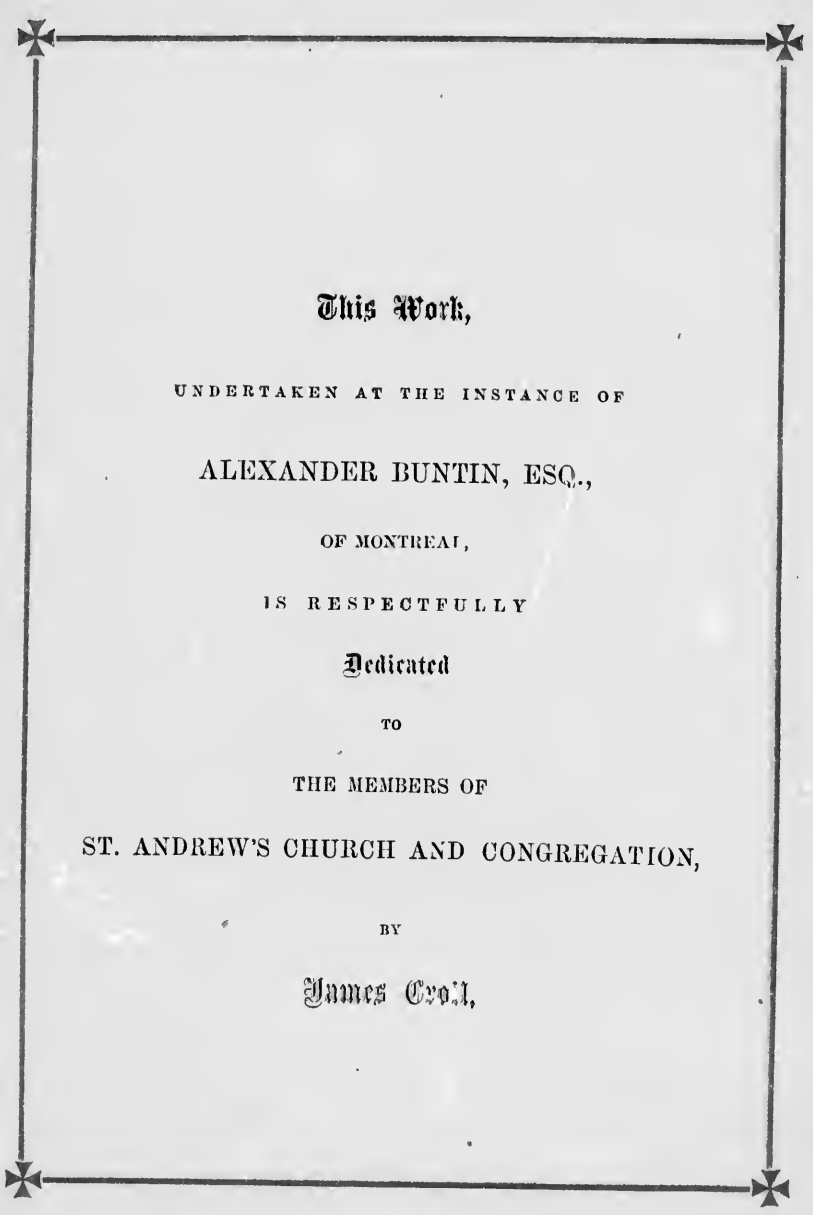 This Work,
UNDERTAKEN AT THE INSTANCE OF
ALEXANDER BUNTIN, ESQ.,
OF MONTREAL,
IS RESPECTFULLY
Dedicated
TO
THE MEMBERS OF
ST. ANDREW'S CHURCH AND CONGREGATION,
BY
James Croil,